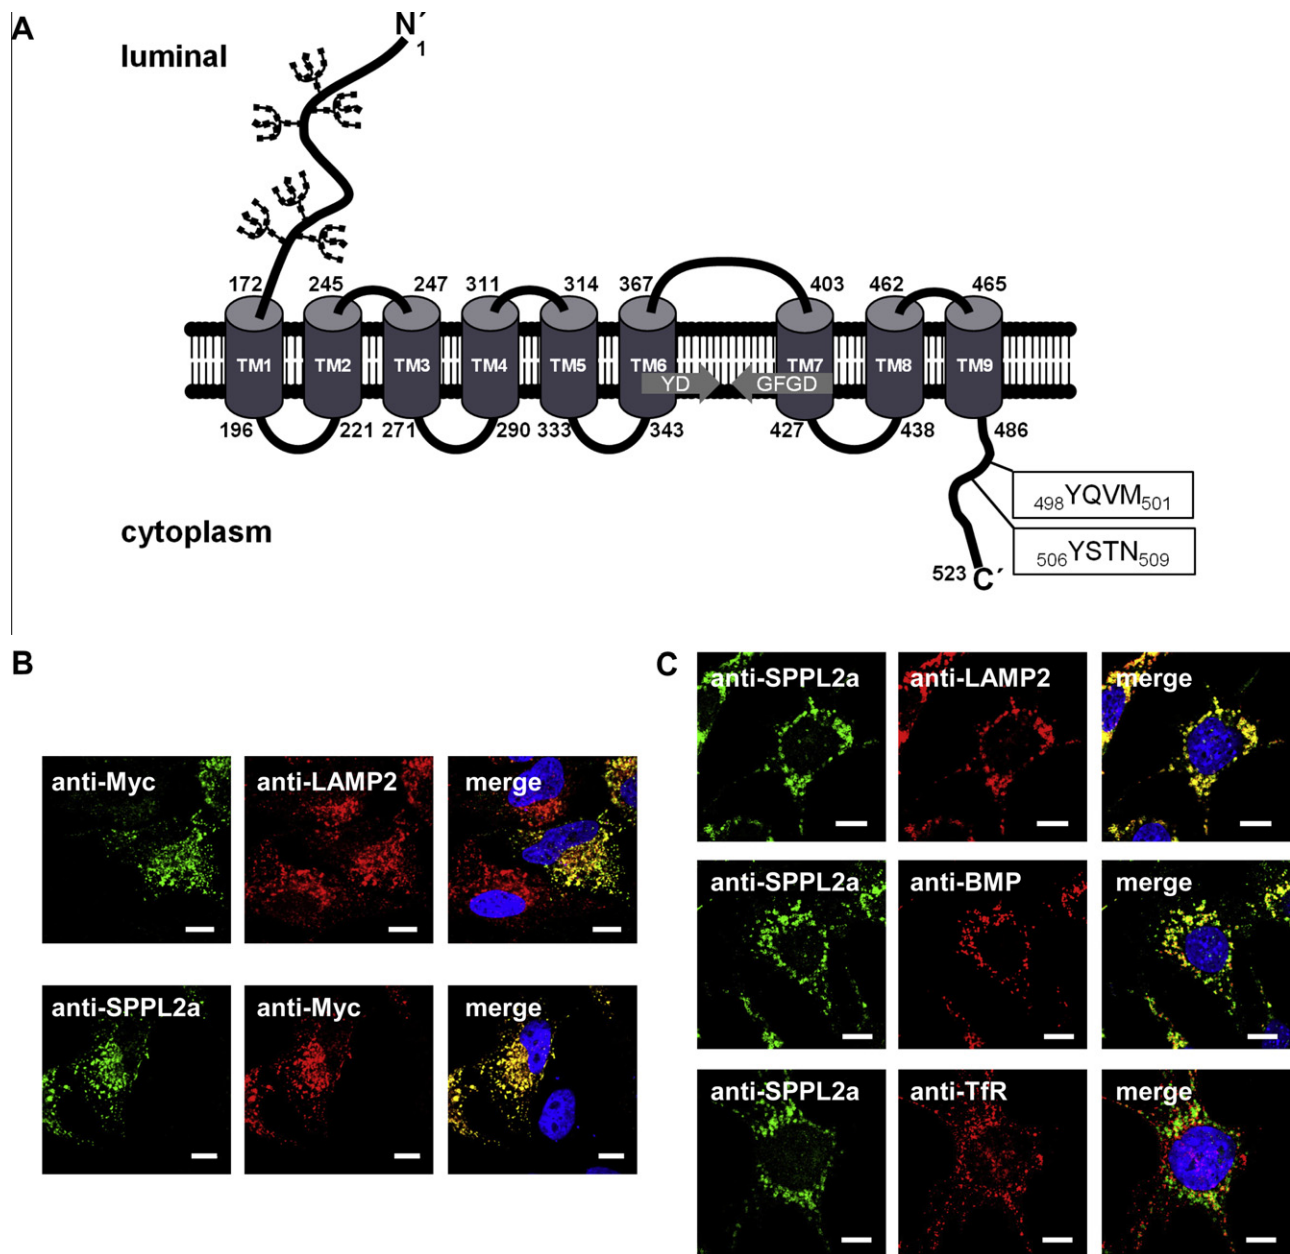 A
N´
1
luminal
172 245 247 311 314 367 403 462 465
TM1 TM2 TM3 TM4 TM5 TM6 TM7 TM8 TM9
YD GFGD
196 221 271 290 333 343 427 438 486
498YQVM501
cytoplasm
506YSTN509
523 C´
B
anti-Myc anti-LAMP2 merge
anti-SPPL2a anti-Myc merge
C
anti-SPPL2a anti-LAMP2 merge
anti-SPPL2a anti-BMP merge
anti-SPPL2a anti-TfR merge